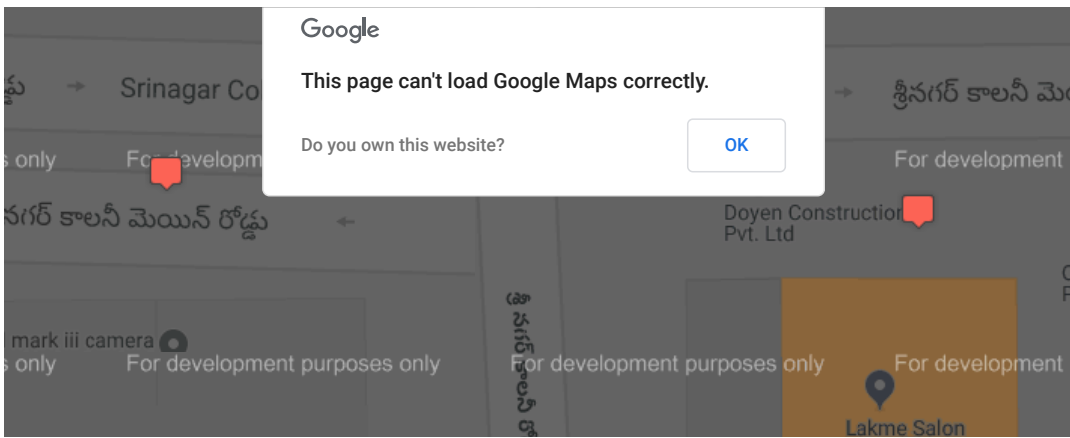 Google
This page can't load Google Maps correctly.
Do you own this website?
OK
Srinagar Co
శ్రీనగర్ కాలనీ మెయి
s only
For developm
For development
నగర్ కాలనీ మెయిన్ రోడ్డు
Doyen Construction
Pvt. Ltd
mark iii camera
s only
For development purposes only
For development purposes only
For development
శ్రీ నగర్ కాలనీ రో
Lakme Salon